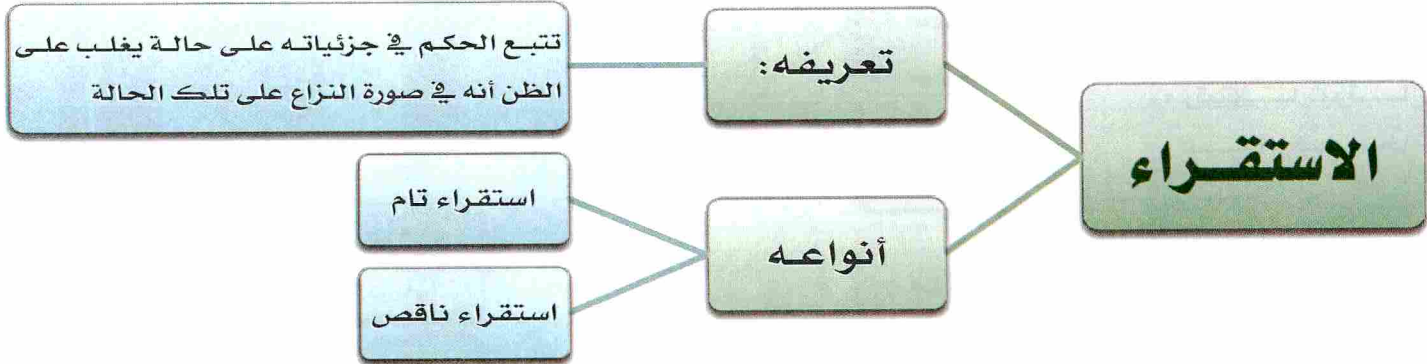 الاستقراء
تعريفه:
تتبع الحكم في جزئياته على حالة يغلب على
الظن أنه في صورة النزاع على تلك الحالة
أنواعه
استقراء تام
استقراء ناقص